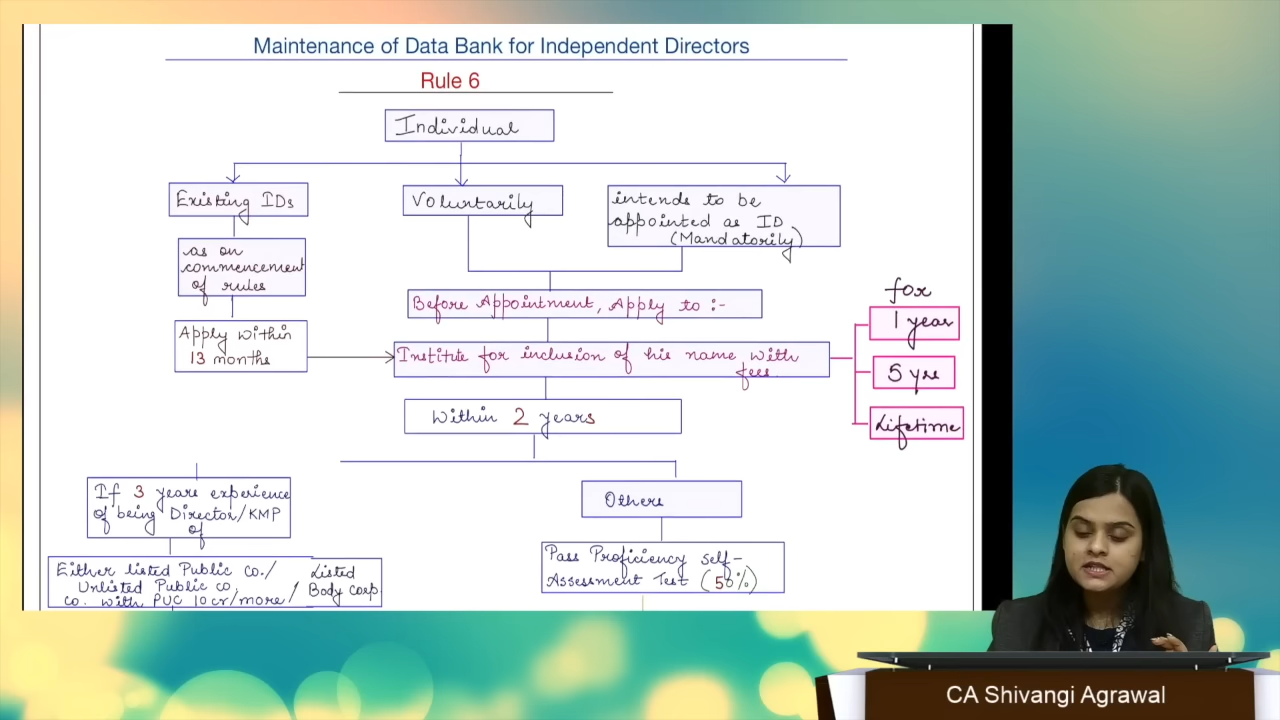 Maintenance of Data Bank for Independent Directors
Rule 6
Individual
Existing IDs
Voluntarily
intends to be
appointed as ID
(Mandatorily)
as on
commencement
of rules
Before Appointment, Apply to :-
for
1 year
Apply within
13 months
Institute for inclusion of his name with
fees.
5 yrs
Within 2 years
Lifetime
If 3 years experience
of being Director/KMP
of
Others
Either listed Public co./
Unlisted Public co,
co. with PUC 10cr/more /
Listed
Body corp
Pass Proficiency self-
Assessment Test (50%)
CA Shivangi Agrawal